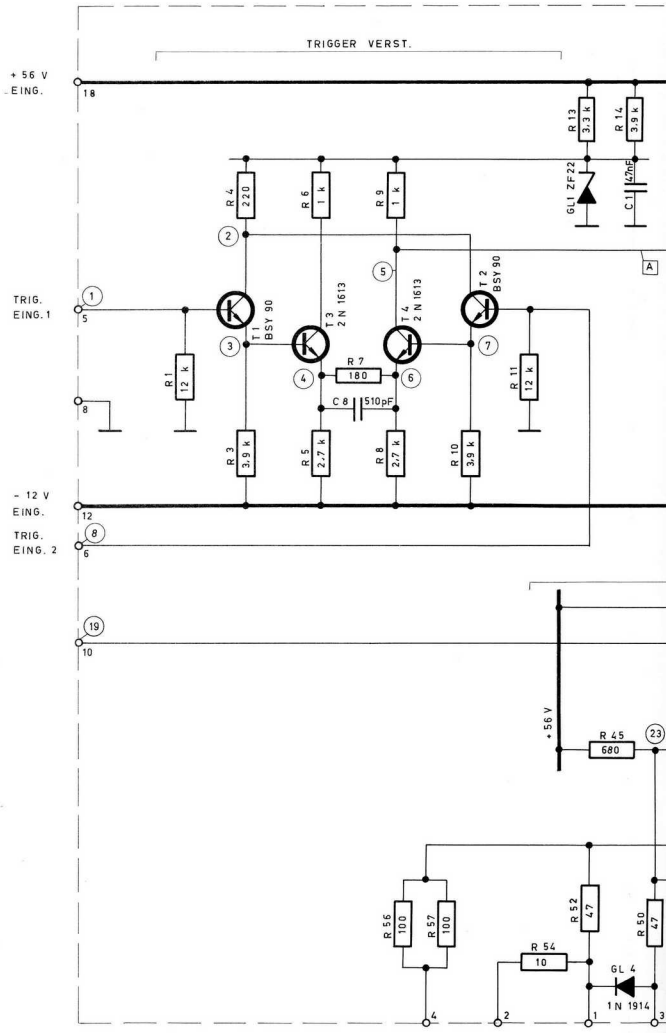 TRIGGER VERST.
+ 56 V
EING.
18
R 13
3,3 k
R 14
3.9 k
R 4
220
R 6
1 k
R 9
1 k
GL1 ZF22
C 1
47nF
2
5
A
1
TRIG.
EING.1
5
T 1
BSY 90
T 3
2 N 1613
T 4
2 N 1613
T 2
BSY 90
3
7
R 1
12 k
4
R 7
180
6
R 11
12 k
8
C 8
510pF
R 3
3,9 k
R 5
2,7 k
R 8
2,7 k
R 10
3,9 k
- 12 V
EING.
12
TRIG.
EING. 2
8
6
19
10
+ 56 V
R 45
680
23
R 56
100
R 57
100
R 52
47
R 50
47
R 54
10
GL 4
1 N 1914
4
2
1
3